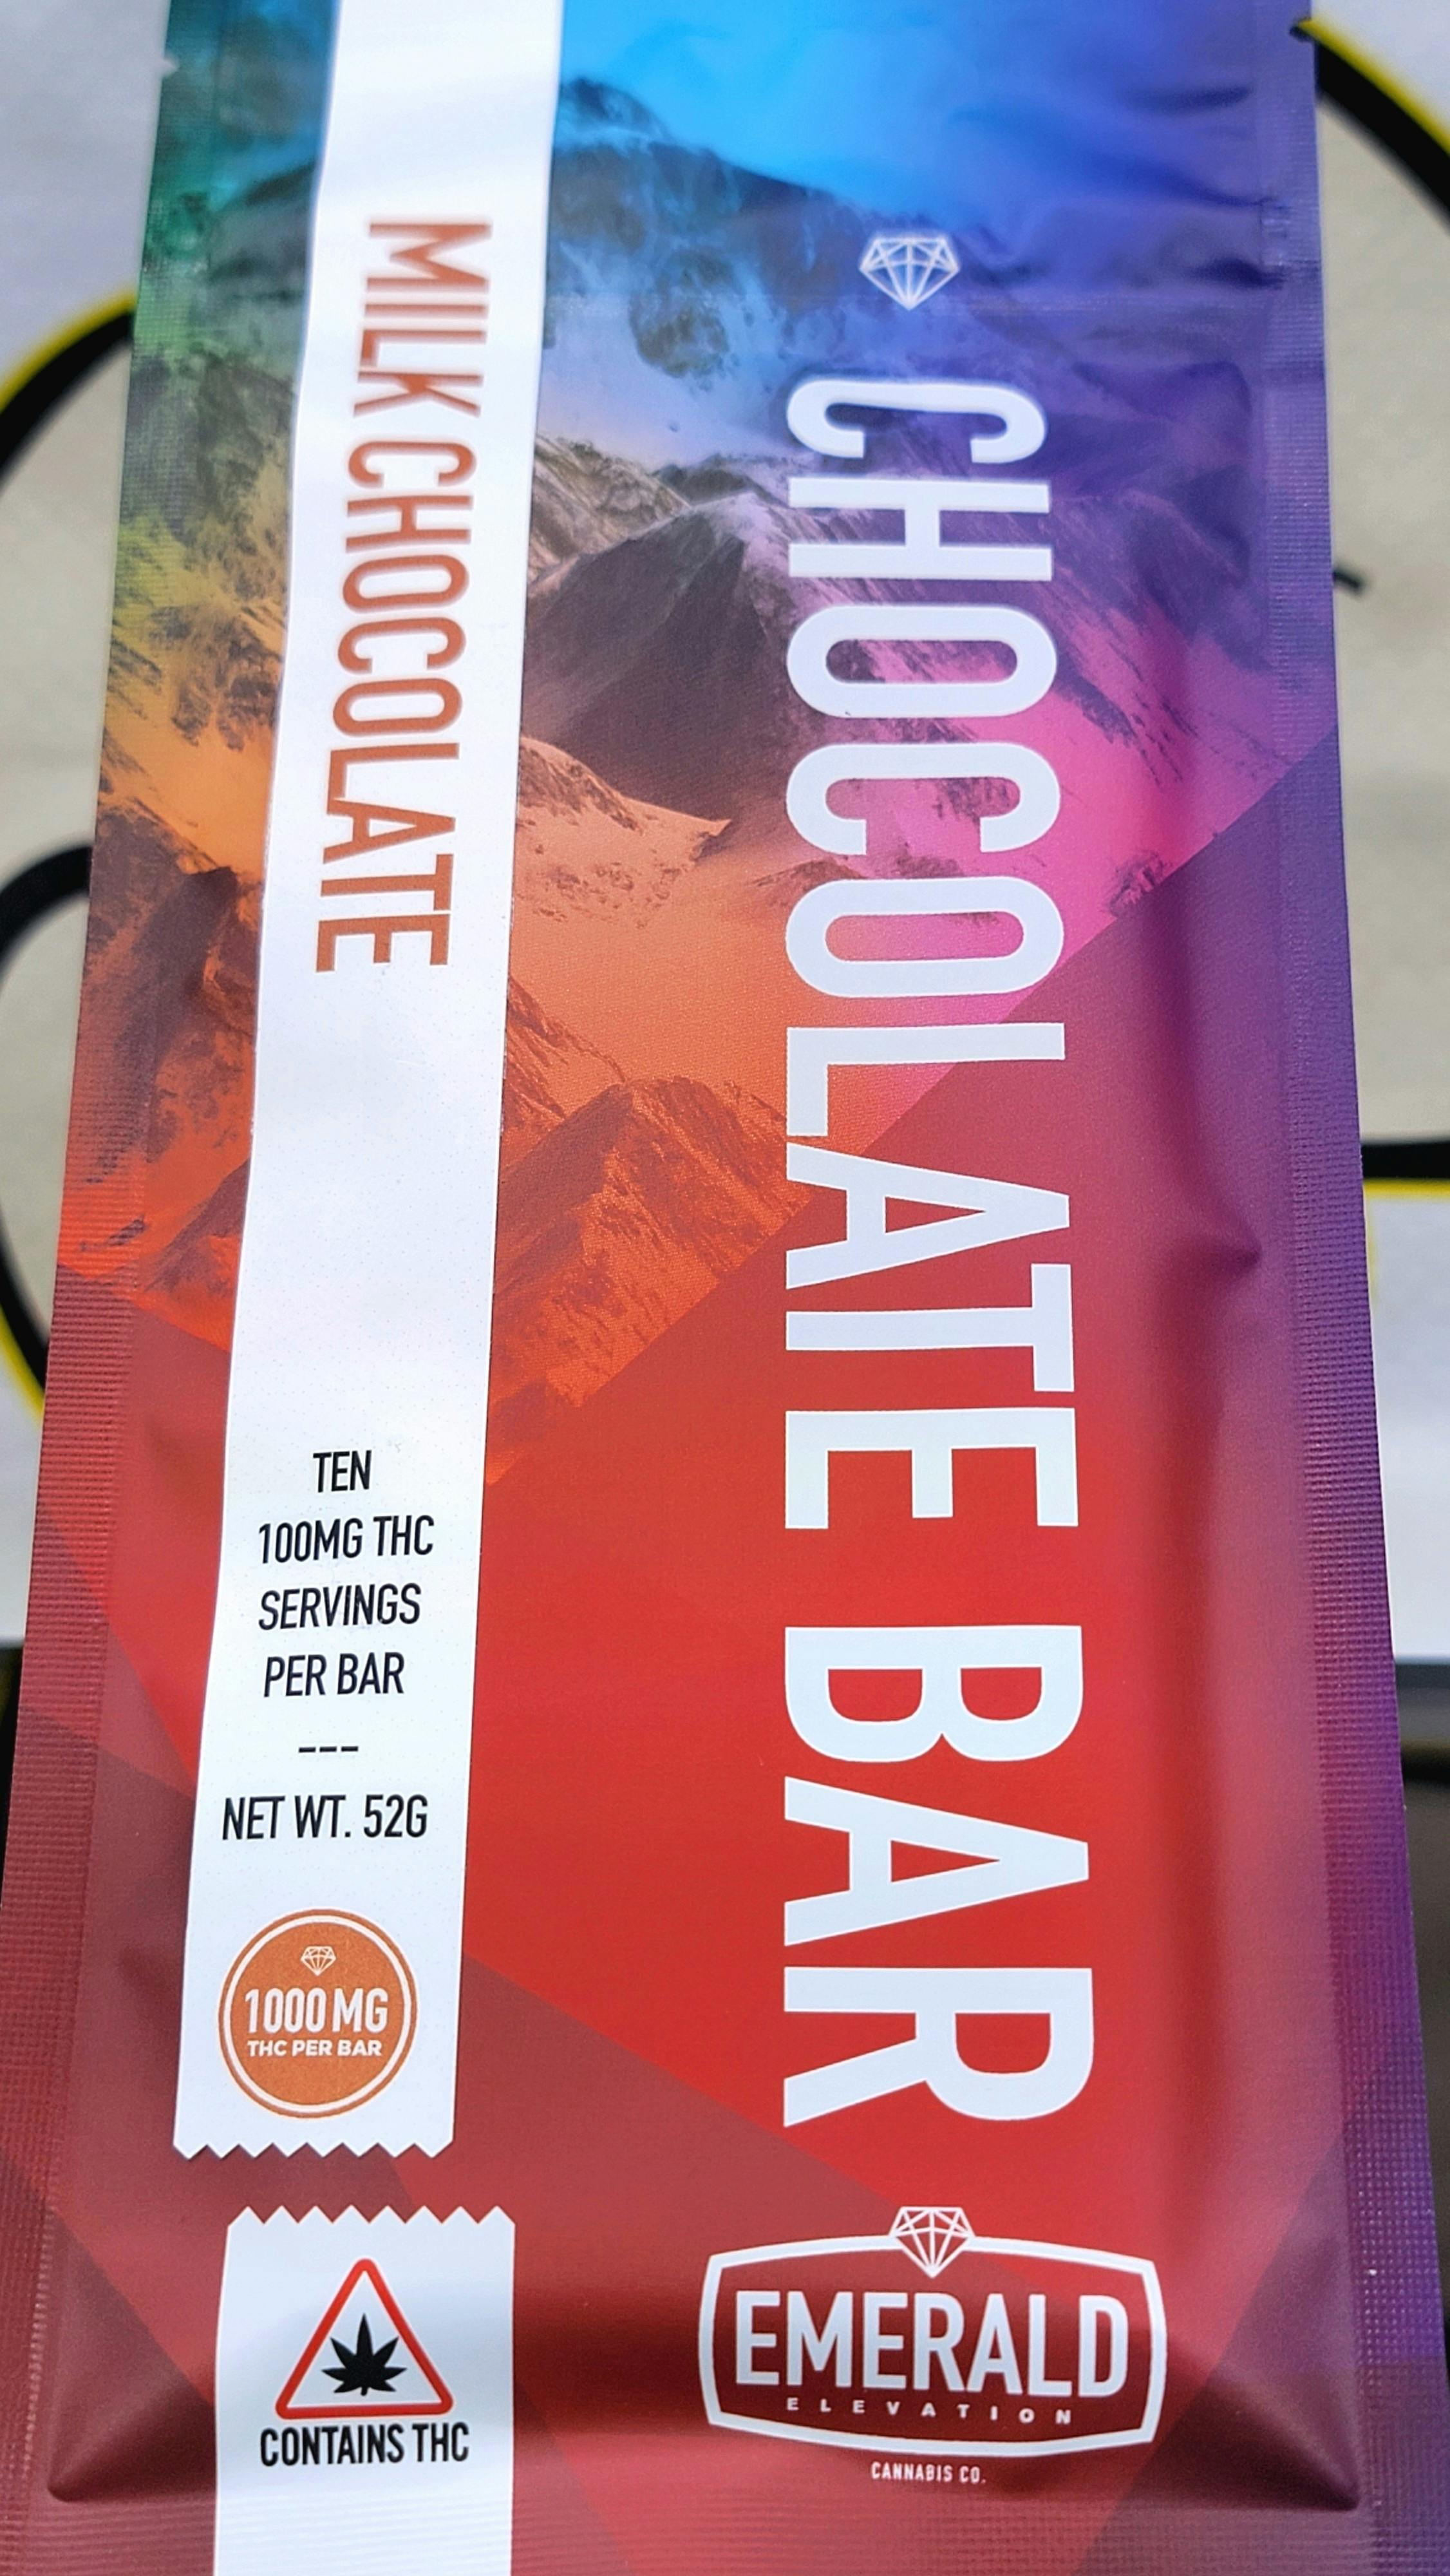 CHOCOLATE BAR
MILK CHOCOLATE
TEN
100MG THC
SERVINGS
PER BAR
---
NET WT. 52G
1000 MG
THC PER BAR
CONTAINS THC
EMERALD
ELEVATION
CANNABIS CO.